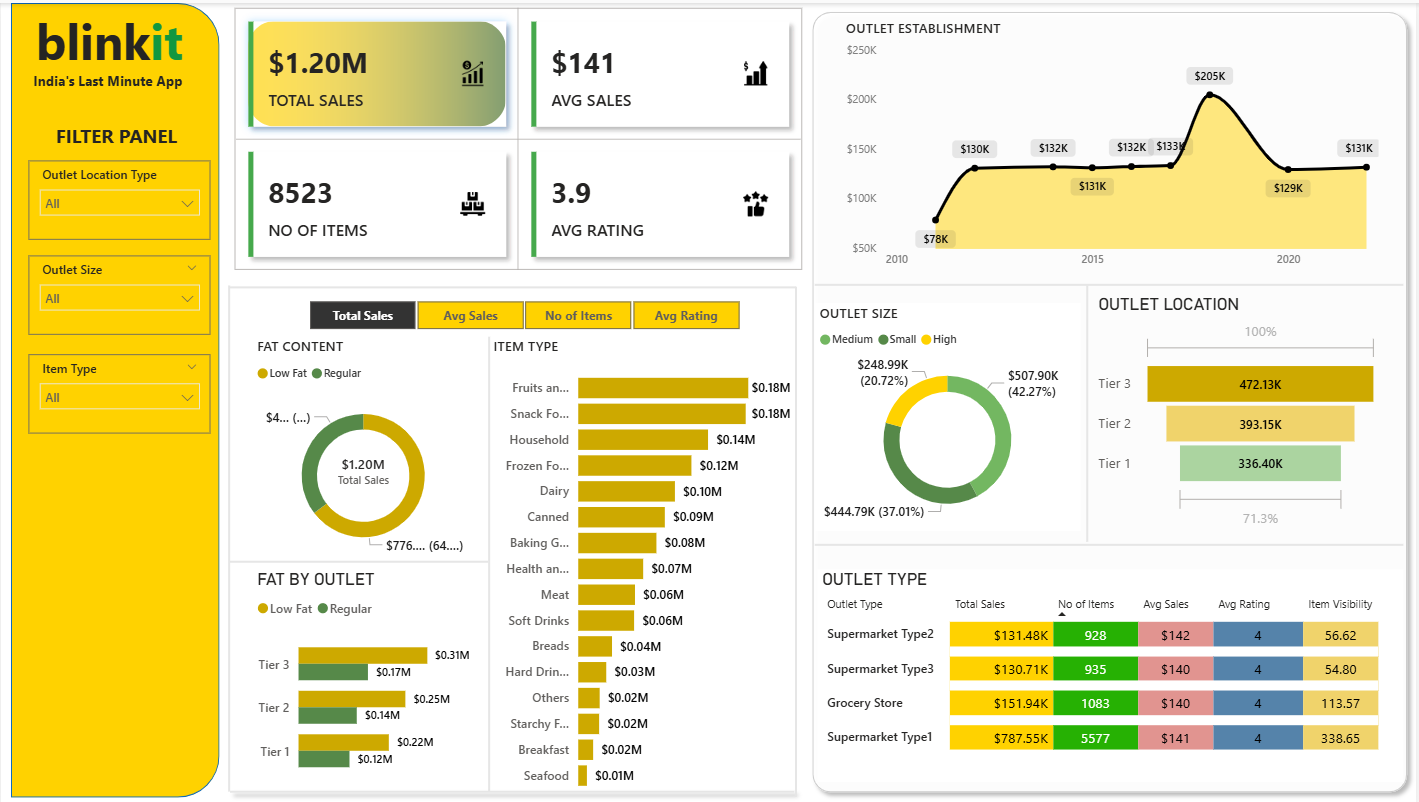 blinkit
India's Last Minute App
FILTER PANEL
Outlet Location Type
All
Outlet Size
All
Item Type
All
$1.20M
TOTAL SALES
$141
AVG SALES
8523
NO OF ITEMS
3.9
AVG RATING
Total Sales Avg Sales No of Items Avg Rating
FAT CONTENT
Low Fat Regular
$4... (...)
$1.20M
Total Sales
$776.... (64....)
FAT BY OUTLET
Low Fat Regular
Tier 3 $0.31M
$0.17M
Tier 2 $0.25M
$0.14M
Tier 1 $0.22M
$0.12M
ITEM TYPE
Fruits an... $0.18M
Snack Fo... $0.18M
Household $0.14M
Frozen Fo... $0.12M
Dairy $0.10M
Canned $0.09M
Baking G... $0.08M
Health an... $0.07M
Meat $0.06M
Soft Drinks $0.06M
Breads $0.04M
Hard Drin... $0.03M
Others $0.02M
Starchy F... $0.02M
Breakfast $0.02M
Seafood $0.01M
OUTLET ESTABLISHMENT
$250K
$200K
$150K
$100K
$50K
$78K
$130K
$132K
$131K
$132K
$133K
$205K
$129K
$131K
2010 2015 2020
OUTLET SIZE
Medium Small High
$248.99K
(20.72%)
$507.90K
(42.27%)
$444.79K (37.01%)
OUTLET LOCATION
100%
Tier 3 472.13K
Tier 2 393.15K
Tier 1 336.40K
71.3%
OUTLET TYPE
Outlet Type Total Sales No of Items Avg Sales Avg Rating Item Visibility
Supermarket Type2 $131.48K 928 $142 4 56.62
Supermarket Type3 $130.71K 935 $140 4 54.80
Grocery Store $151.94K 1083 $140 4 113.57
Supermarket Type1 $787.55K 5577 $141 4 338.65